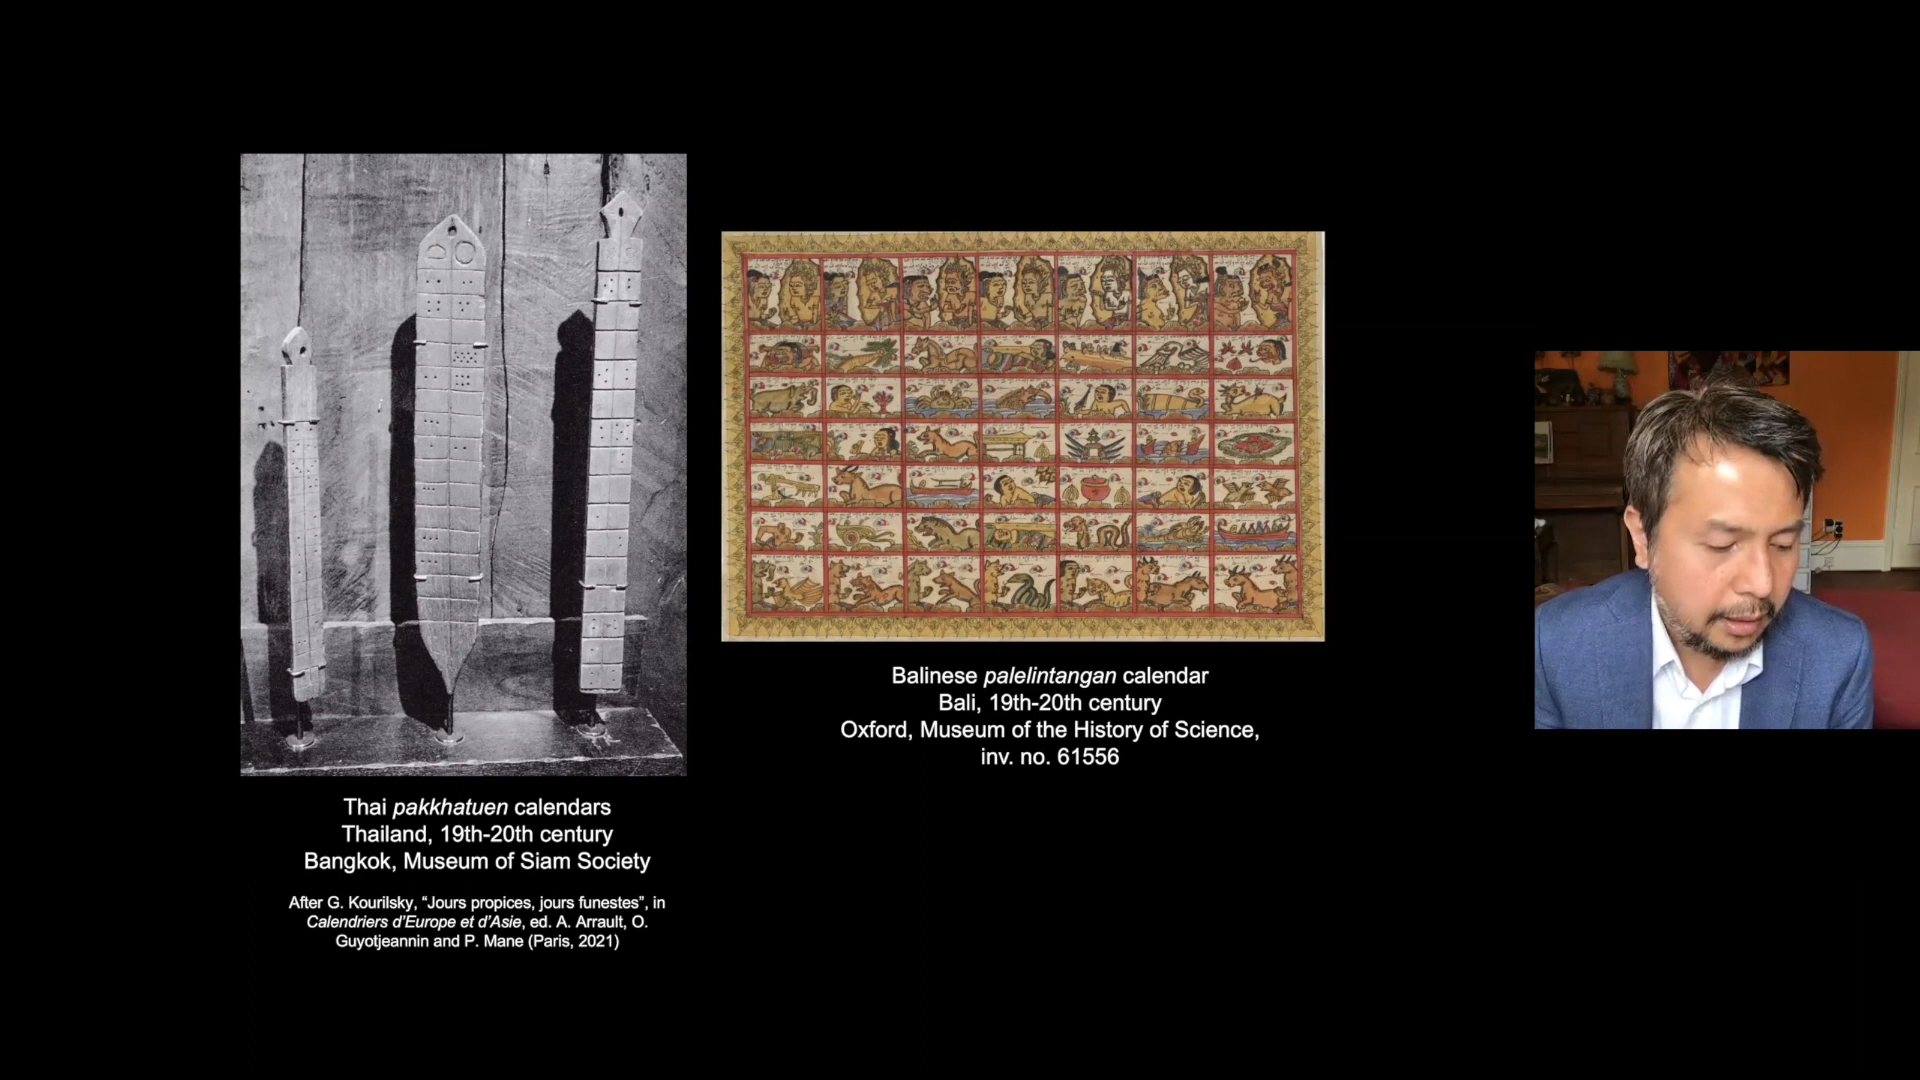 Thai pakkhatuen calendars
Thailand, 19th-20th century
Bangkok, Museum of Siam Society
After G. Kourilsky, “Jours propices, jours funestes”, in
Calendriers d’Europe et d’Asie, ed. A. Arrault, O.
Guyotjeannin and P. Mane (Paris, 2021)
Balinese palelintangan calendar
Bali, 19th-20th century
Oxford, Museum of the History of Science,
inv. no. 61556